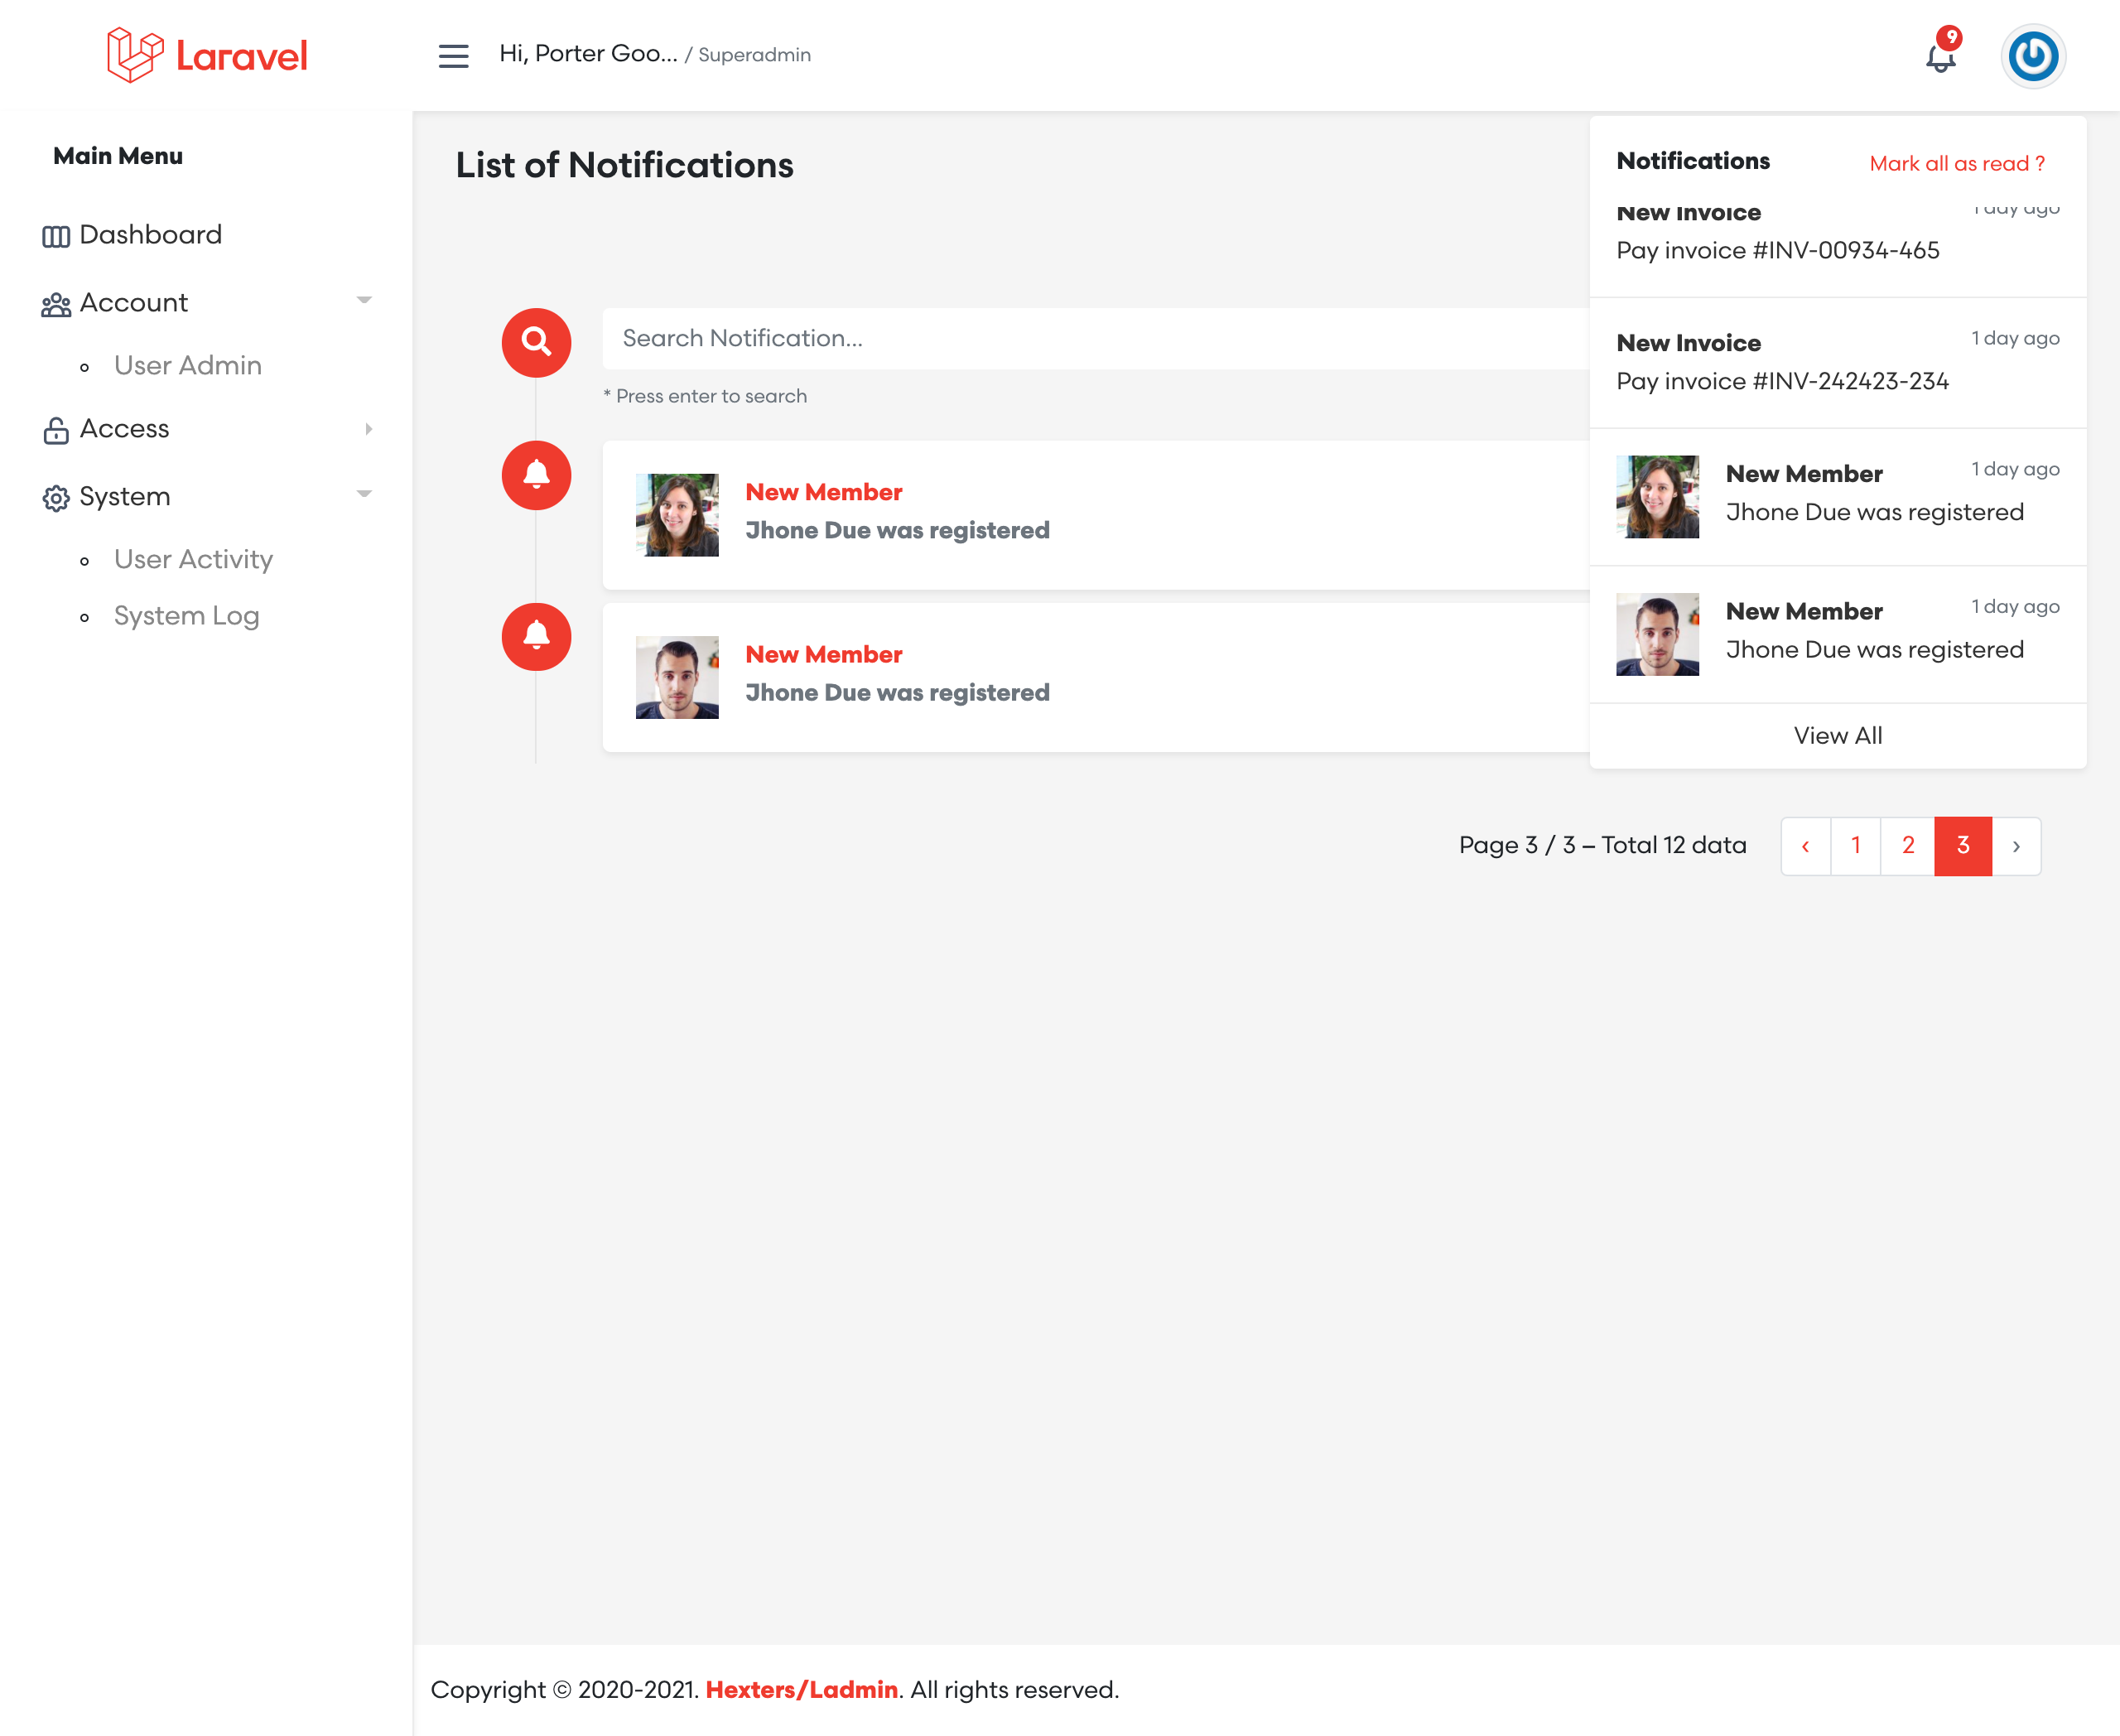 Laravel
Hi, Porter Goo... / Superadmin
9
Main Menu
Dashboard
Account
User Admin
Access
System
User Activity
System Log
List of Notifications
Search Notification...
* Press enter to search
New Member
Jhone Due was registered
New Member
Jhone Due was registered
Notifications
Mark all as read ?
New Invoice
1 day ago
Pay invoice #INV-00934-465
New Invoice
1 day ago
Pay invoice #INV-242423-234
New Member
1 day ago
Jhone Due was registered
New Member
1 day ago
Jhone Due was registered
View All
Page 3 / 3 – Total 12 data
‹ 1 2 3 ›
Copyright © 2020-2021. Hexters/Ladmin. All rights reserved.